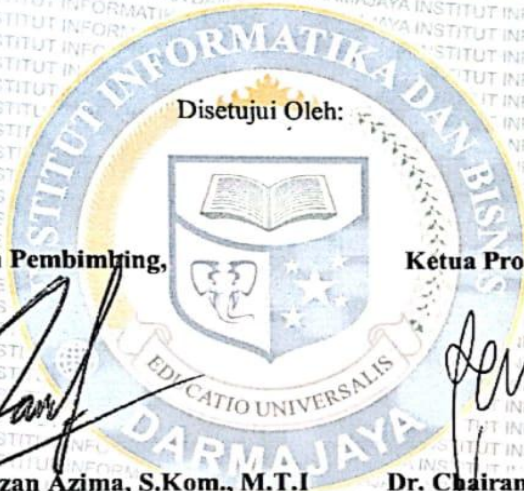 INSTITUT INFORMATIKA DAN BISNIS
Disetujui Oleh:
Pembimbing, Ketua Pro
EDUCATIO UNIVERSALIS
DARMAJAYA
zan Azima, S.Kom., M.T.I Dr. Chairan